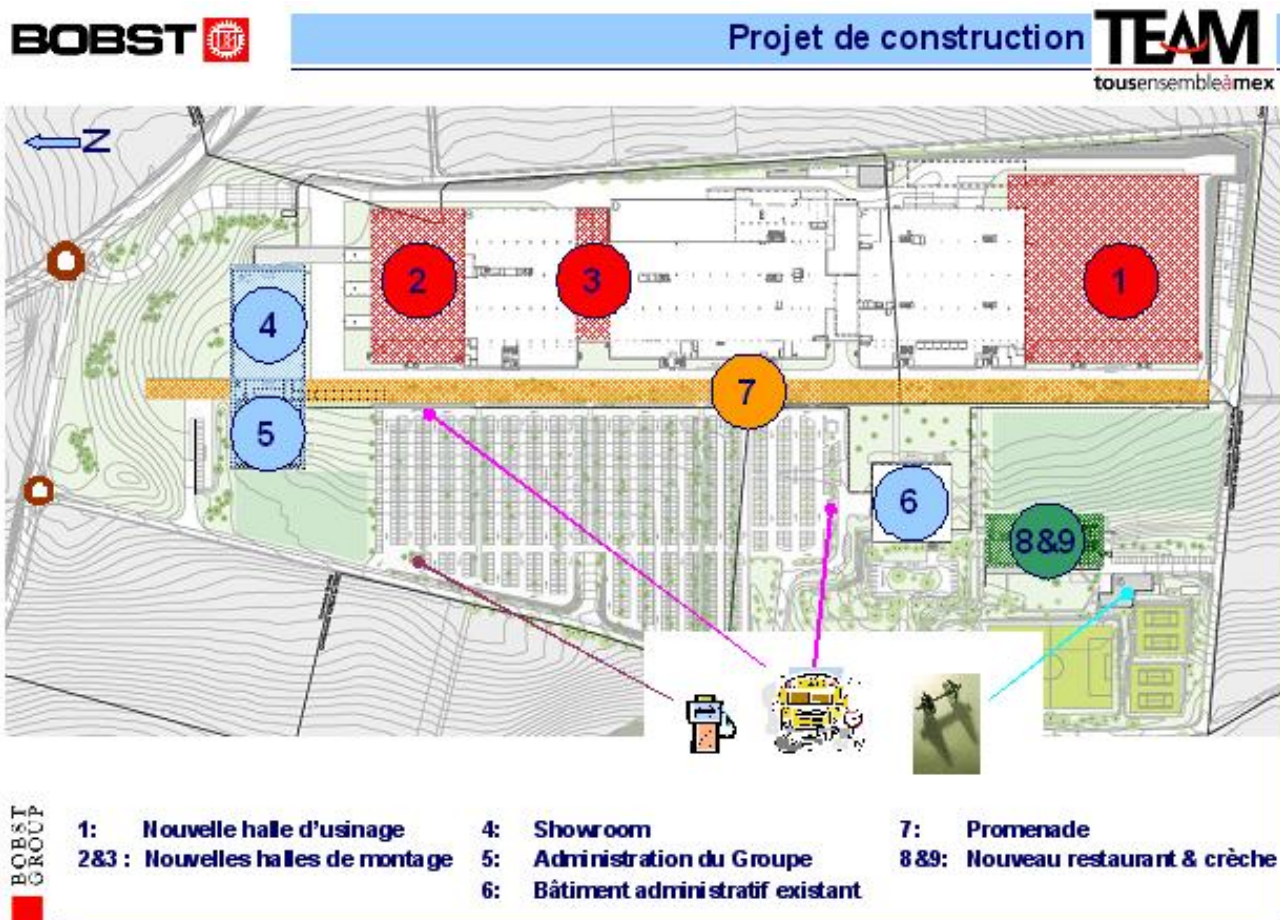 BOBST
Projet de construction
TEAM
tousensembleàmex
N
2
3
1
4
7
5
6
8&9
BOBST
GROUP
1: Nouvelle halle d'usinage
2&3 : Nouvelles halles de montage
4: Showroom
5: Administration du Groupe
6: Bâtiment administratif existant
7: Promenade
8&9: Nouveau restaurant & crèche